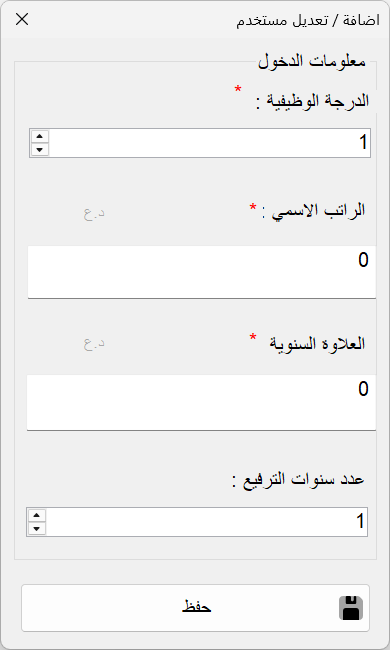 اضافة / تعديل مستخدم
معلومات الدخول
الدرجة الوظيفية : *
1
الراتب الاسمي : * د.ع
0
العلاوة السنوية * د.ع
0
عدد سنوات الترفيع :
1
حفظ